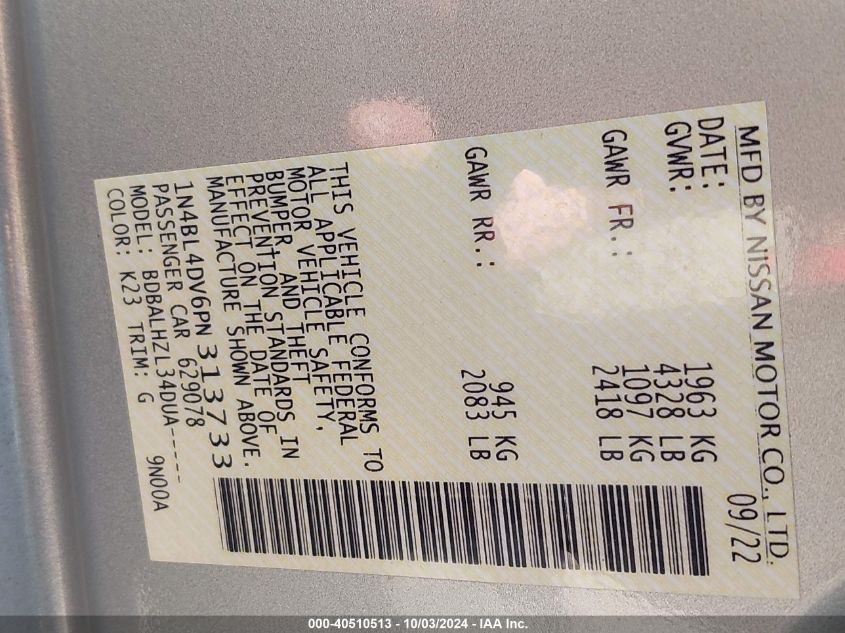 MFD BY NISSAN MOTOR CO., LTD.
DATE: 09/22
GVWR: 1963 KG
4328 LB
GAWR FR.: 1097 KG
2418 LB
GAWR RR.: 945 KG
2083 LB
THIS VEHICLE CONFORMS TO
ALL APPLICABLE FEDERAL
MOTOR VEHICLE SAFETY,
BUMPER, AND THEFT
PREVENTION STANDARDS IN
EFFECT ON THE DATE OF
MANUFACTURE SHOWN ABOVE.
1N4BL4DV6PN313733
PASSENGER CAR 629078
MODEL: BDBALHZL34DUA-----
COLOR: K23 TRIM: G 9N00A
000-40510513 - 10/03/2024 - IAA Inc.